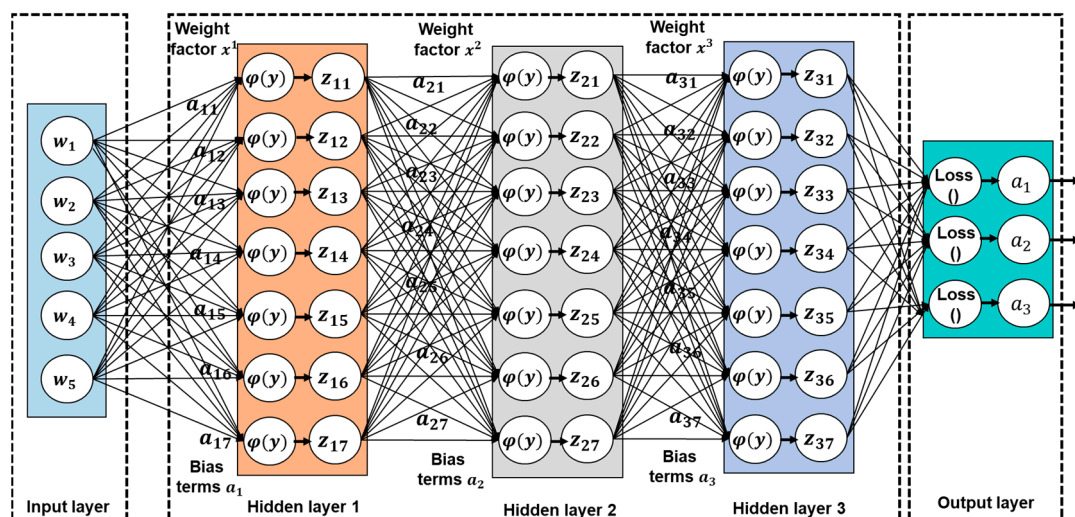 Weight
factor x¹
Weight
factor x²
Weight
factor x³
w₁
w₂
w₃
w₄
w₅
Input layer
a₁₁
a₁₂
a₁₃
a₁₄
a₁₅
a₁₆
a₁₇
Bias
terms a₁
φ(y) z₁₁
φ(y) z₁₂
φ(y) z₁₃
φ(y) z₁₄
φ(y) z₁₅
φ(y) z₁₆
φ(y) z₁₇
Hidden layer 1
a₂₁
a₂₂
a₂₃
a₂₄
a₂₅
a₂₆
a₂₇
Bias
terms a₂
φ(y) z₂₁
φ(y) z₂₂
φ(y) z₂₃
φ(y) z₂₄
φ(y) z₂₅
φ(y) z₂₆
φ(y) z₂₇
Hidden layer 2
a₃₁
a₃₂
a₃₃
a₃₄
a₃₅
a₃₆
a₃₇
Bias
terms a₃
φ(y) z₃₁
φ(y) z₃₂
φ(y) z₃₃
φ(y) z₃₄
φ(y) z₃₅
φ(y) z₃₆
φ(y) z₃₇
Hidden layer 3
Loss
()
a₁
Loss
()
a₂
Loss
()
a₃
Output layer